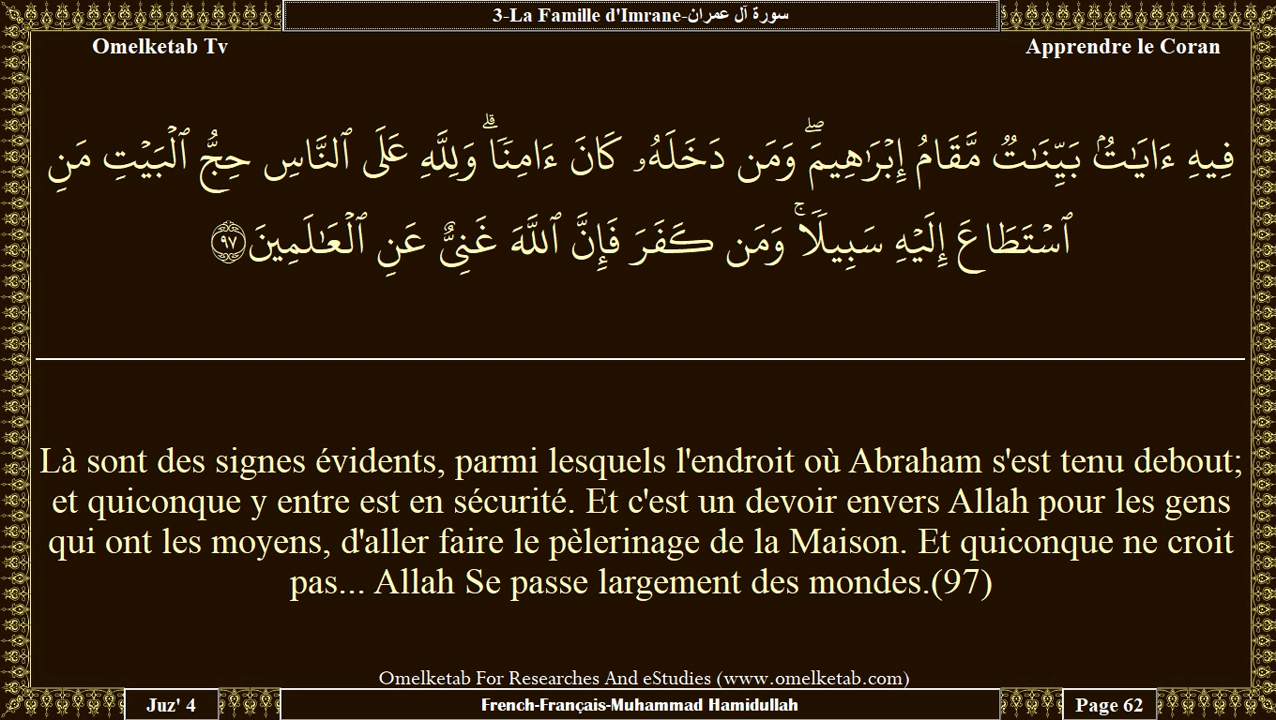 3-La Famille d'Imrane-سورة آل عمران
Omelketab Tv
Apprendre le Coran
فِيهِ ءَايَـٰتُۢ بَيِّنَـٰتٌ مَّقَامُ إِبْرَٰهِيمَ ۖ وَمَن دَخَلَهُۥ كَانَ ءَامِنًا ۗ وَلِلَّهِ عَلَى ٱلنَّاسِ حِجُّ ٱلْبَيْتِ مَنِ
ٱسْتَطَاعَ إِلَيْهِ سَبِيلًا ۚ وَمَن كَفَرَ فَإِنَّ ٱللَّهَ غَنِىٌّ عَنِ ٱلْعَـٰلَمِينَ ٩٧
Là sont des signes évidents, parmi lesquels l'endroit où Abraham s'est tenu debout;
et quiconque y entre est en sécurité. Et c'est un devoir envers Allah pour les gens
qui ont les moyens, d'aller faire le pèlerinage de la Maison. Et quiconque ne croit
pas... Allah Se passe largement des mondes.(97)
Omelketab For Researches And eStudies (www.omelketab.com)
Juz' 4
French-Français-Muhammad Hamidullah
Page 62